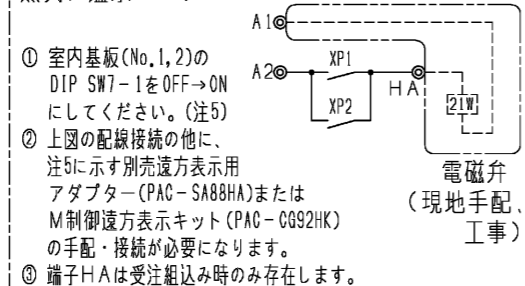 A1
① 室内基板(No.1,2)の
DIP SW7-1をOFF→ON
にしてください。(注5)
② 上図の配線接続の他に、
注5に示す別売遠方表示用
アダプター(PAC-SA88HA)または
M制御遠方表示キット(PAC-CG92HK)
の手配・接続が必要になります。
③ 端子HAは受注組込み時のみ存在します。
A2
XP1
XP2
HA
21W
電磁弁
(現地手配、
工事)